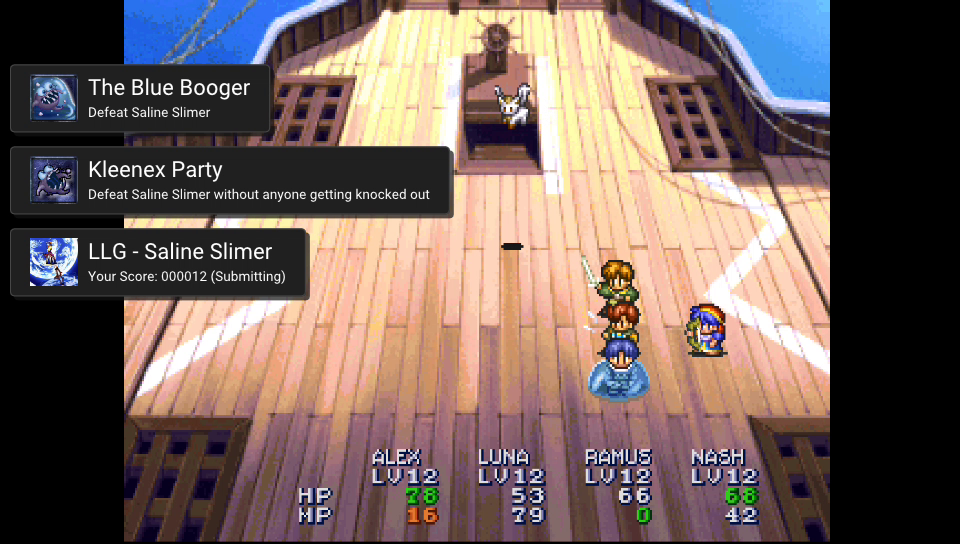 The Blue Booger
Defeat Saline Slimer
Kleenex Party
Defeat Saline Slimer without anyone getting knocked out
LLG - Saline Slimer
Your Score: 000012 (Submitting)
ALEX LUNA RAMUS NASH
LV12 LV12 LV12 LV12
HP 78 53 66 68
MP 16 79 0 42